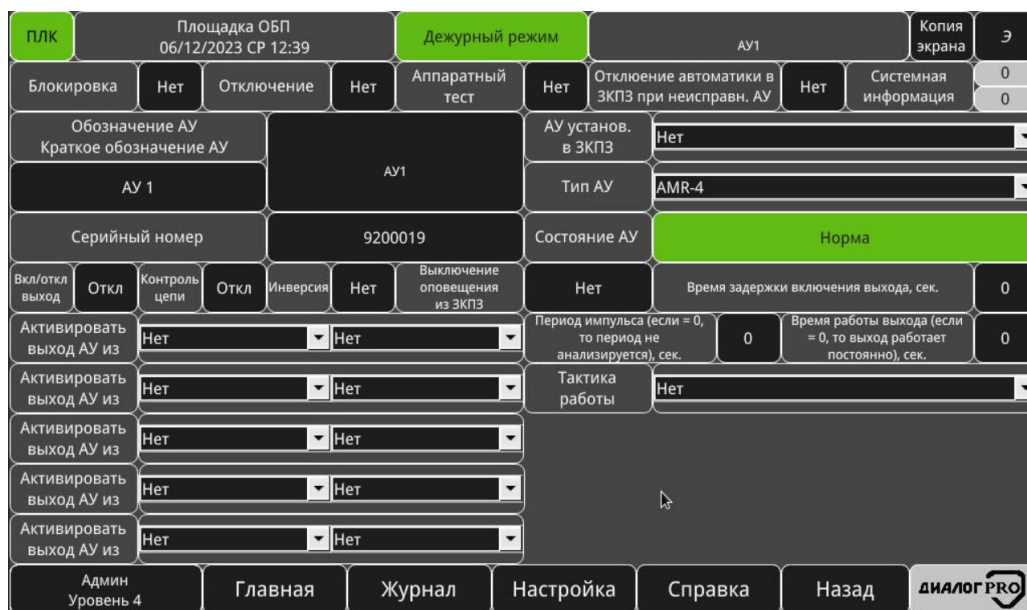 ПЛК
Площадка ОБП
06/12/2023 СР 12:39
Дежурный режим
АУ1
Копия
экрана
Э
Блокировка
Нет
Отключение
Нет
Аппаратный
тест
Нет
Отклюение автоматики в
ЗКПЗ при неисправн. АУ
Нет
Системная
информация
0
0
Обозначение АУ
Краткое обозначение АУ
АУ1
АУ установ.
в ЗКПЗ
Нет
АУ 1
Тип АУ
AMR-4
Серийный номер
9200019
Состояние АУ
Норма
Вкл/откл
выход
Откл
Контроль
цепи
Откл
Инверсия
Нет
Выключение
оповещения
из ЗКПЗ
Нет
Время задержки включения выхода, сек.
0
Активировать
выход АУ из
Нет
Нет
Период импульса (если = 0,
то период не
анализируется), сек.
0
Время работы выхода (если
= 0, то выход работает
постоянно), сек.
0
Активировать
выход АУ из
Нет
Нет
Тактика
работы
Нет
Активировать
выход АУ из
Нет
Нет
Активировать
выход АУ из
Нет
Нет
Активировать
выход АУ из
Нет
Нет
Админ
Уровень 4
Главная
Журнал
Настройка
Справка
Назад
ДИАЛОГ PRO